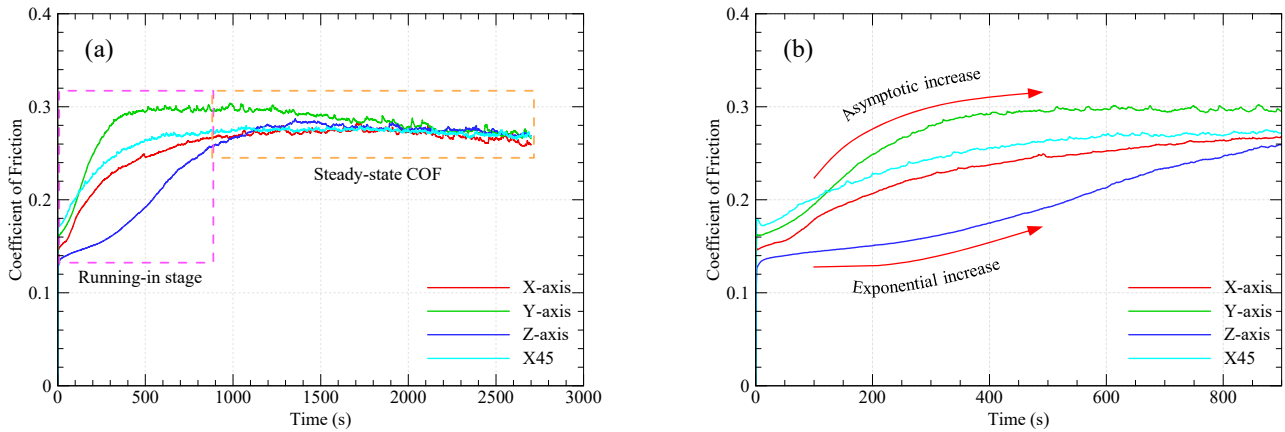 (a)
Coefficient of Friction
0.4
0.3
0.2
0.1
0
Steady-state COF
Running-in stage
X-axis
Y-axis
Z-axis
X45
0 500 1000 1500 2000 2500 3000
Time (s)
(b)
Coefficient of Friction
0.4
0.3
0.2
0.1
0
Asymptotic increase
Exponential increase
X-axis
Y-axis
Z-axis
X45
0 200 400 600 800
Time (s)